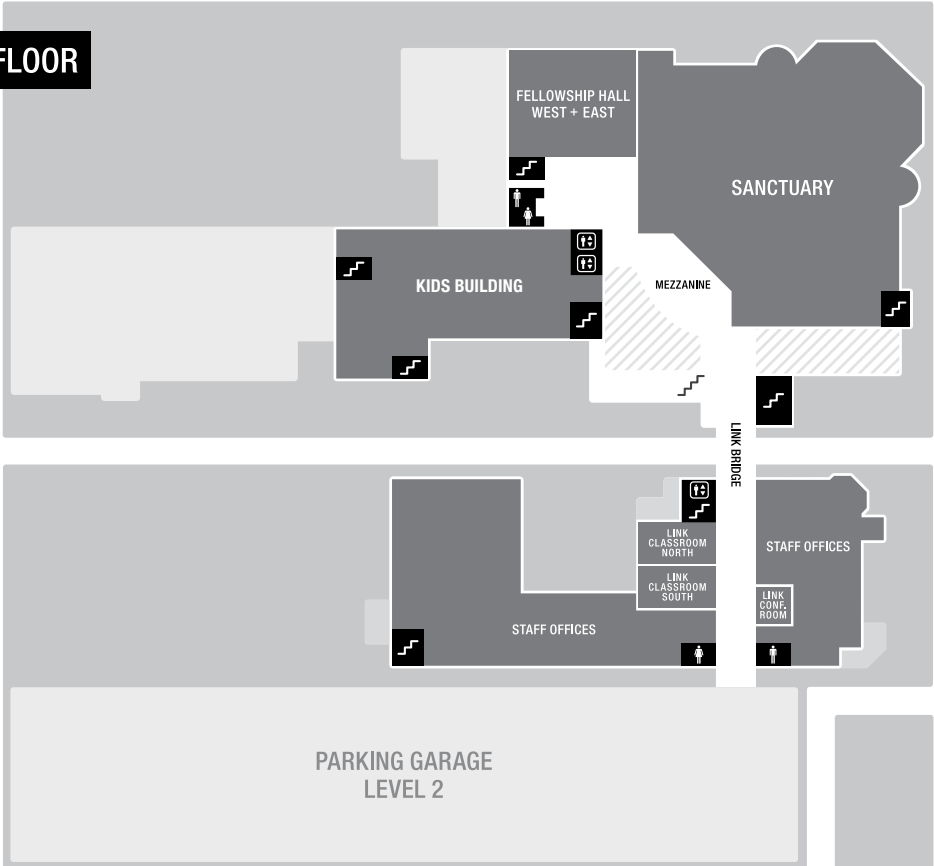 FLOOR
FELLOWSHIP HALL
WEST + EAST
SANCTUARY
KIDS BUILDING
MEZZANINE
LINK BRIDGE
LINK
CLASSROOM
NORTH
STAFF OFFICES
LINK
CLASSROOM
SOUTH
LINK
CONF.
ROOM
STAFF OFFICES
PARKING GARAGE
LEVEL 2